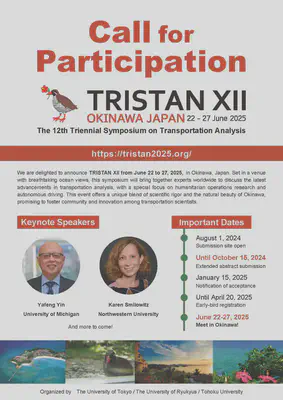 Call for
Participation
TRISTAN XII
OKINAWA JAPAN 22 - 27 June 2025
The 12th Triennial Symposium on Transportation Analysis
https://tristan2025.org/
We are delighted to announce TRISTAN XII from June 22 to 27, 2025, in Okinawa, Japan. Set in a venue
with breathtaking ocean views, this symposium will bring together experts worldwide to discuss the latest
advancements in transportation analysis, with a special focus on humanitarian operations research and
autonomous driving. This event offers a unique blend of scientific rigor and the natural beauty of Okinawa,
promising to foster community and innovation among transportation scientists.
Keynote Speakers
Yafeng Yin
University of Michigan
Karen Smilowitz
Northwestern University
And more to come!
Important Dates
August 1, 2024
Submission site open
Until October 15, 2024
Extended abstract submission
January 15, 2025
Notification of acceptance
Until April 20, 2025
Early-bird registration
June 22-27, 2025
Meet in Okinawa!
Organized by The University of Tokyo / The University of Ryukyus / Tohoku University